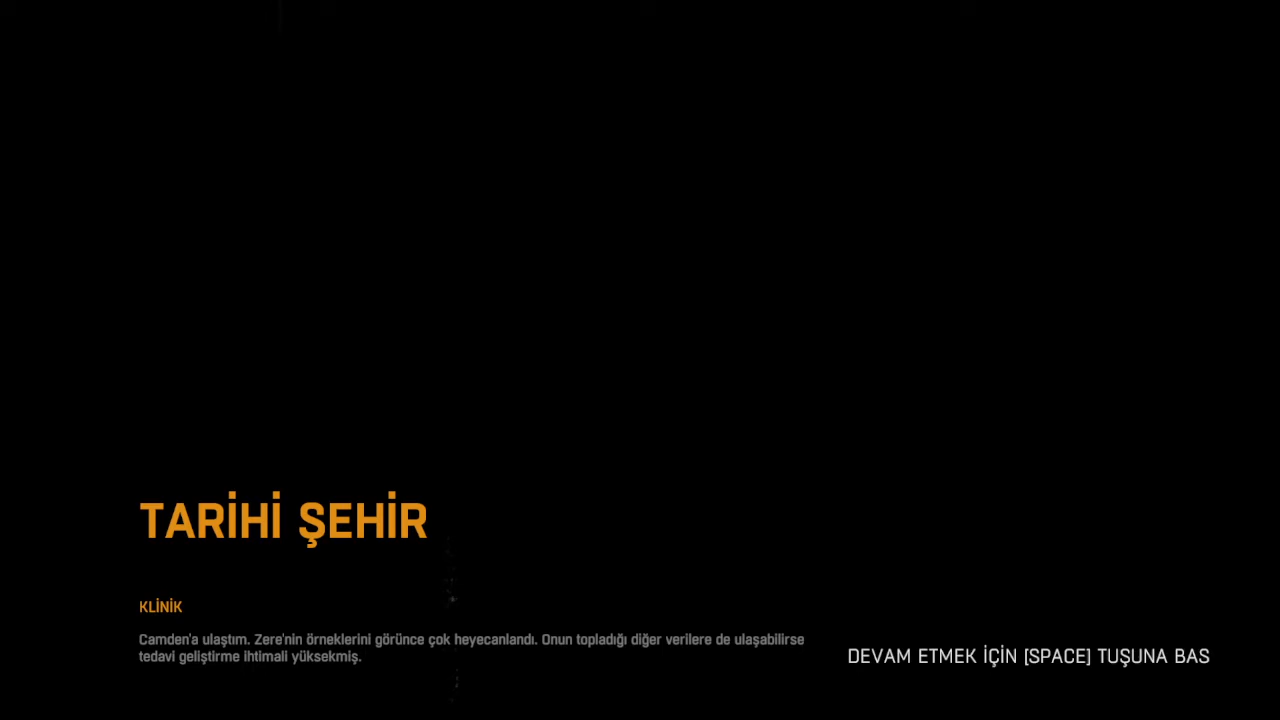 TARİHİ ŞEHİR
KLİNİK
Camden'a ulaştım. Zere'nin örneklerini görünce çok heyecanlandı. Onun topladığı diğer verilere de ulaşabilirse
tedavi geliştirme ihtimali yüksekmiş.
DEVAM ETMEK İÇİN [SPACE] TUŞUNA BAS